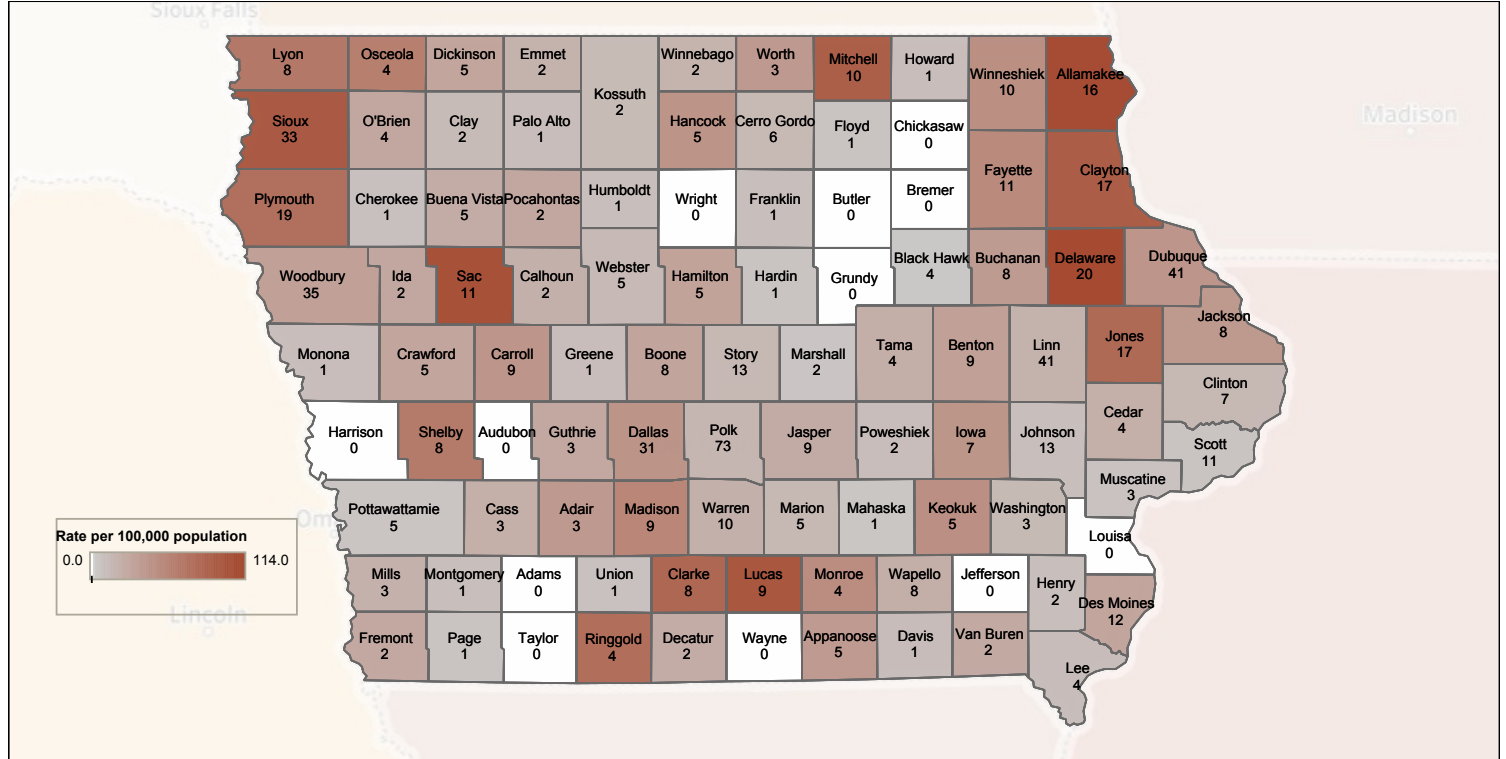 Sioux Falls
Lyon
8
Osceola
4
Dickinson
5
Emmet
2
Kossuth
2
Winnebago
2
Worth
3
Mitchell
10
Howard
1
Winneshiek
10
Allamakee
16
Madison
Sioux
33
O'Brien
4
Clay
2
Palo Alto
1
Hancock
5
Cerro Gordo
6
Floyd
1
Chickasaw
0
Plymouth
19
Cherokee
1
Buena Vista
5
Pocahontas
2
Humboldt
1
Wright
0
Franklin
1
Butler
0
Bremer
0
Fayette
11
Clayton
17
Woodbury
35
Ida
2
Sac
11
Calhoun
2
Webster
5
Hamilton
5
Hardin
1
Grundy
0
Black Hawk
4
Buchanan
8
Delaware
20
Dubuque
41
Monona
1
Crawford
5
Carroll
9
Greene
1
Boone
8
Story
13
Marshall
2
Tama
4
Benton
9
Linn
41
Jones
17
Jackson
8
Clinton
7
Harrison
0
Shelby
8
Audubon
0
Guthrie
3
Dallas
31
Polk
73
Jasper
9
Poweshiek
2
Iowa
7
Johnson
13
Cedar
4
Scott
11
Muscatine
3
Om
Pottawattamie
5
Cass
3
Adair
3
Madison
9
Warren
10
Marion
5
Mahaska
1
Keokuk
5
Washington
3
Louisa
0
Rate per 100,000 population
0.0
114.0
Mills
3
Montgomery
1
Adams
0
Union
1
Clarke
8
Lucas
9
Monroe
4
Wapello
8
Jefferson
0
Henry
2
Des Moines
12
Lincoln
Fremont
2
Page
1
Taylor
0
Ringgold
4
Decatur
2
Wayne
0
Appanoose
5
Davis
1
Van Buren
2
Lee
4